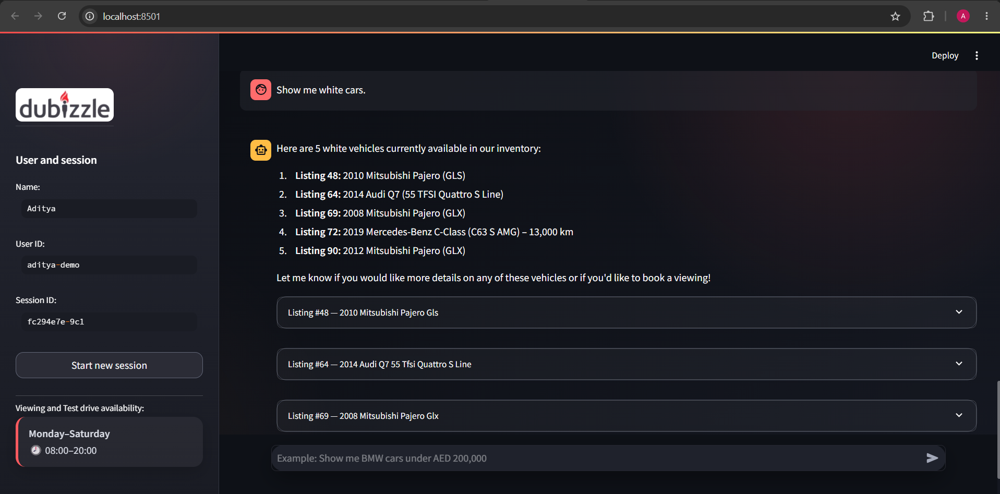 localhost:8501
A
Deploy
dubizzle
User and session
Name:
Aditya
User ID:
aditya-demo
Session ID:
fc294e7e-9c1
Start new session
Viewing and Test drive availability:
Monday–Saturday
08:00–20:00
Show me white cars.
Here are 5 white vehicles currently available in our inventory:
1. Listing 48: 2010 Mitsubishi Pajero (GLS)
2. Listing 64: 2014 Audi Q7 (55 TFSI Quattro S Line)
3. Listing 69: 2008 Mitsubishi Pajero (GLX)
4. Listing 72: 2019 Mercedes-Benz C-Class (C63 S AMG) – 13,000 km
5. Listing 90: 2012 Mitsubishi Pajero (GLX)
Let me know if you would like more details on any of these vehicles or if you'd like to book a viewing!
Listing #48 — 2010 Mitsubishi Pajero Gls
Listing #64 — 2014 Audi Q7 55 Tfsi Quattro S Line
Listing #69 — 2008 Mitsubishi Pajero Glx
Example: Show me BMW cars under AED 200,000